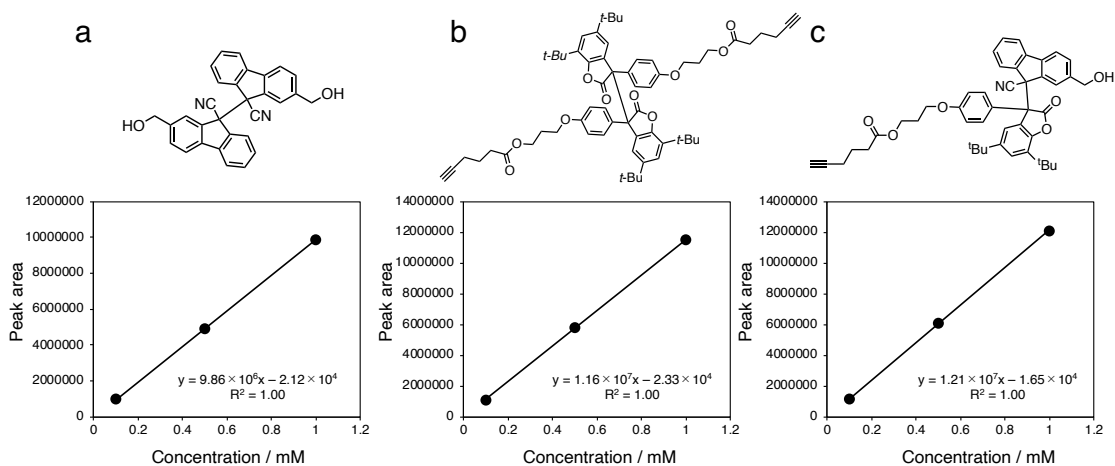 a
CN
OH
HO
CN
12000000
10000000
8000000
6000000
4000000
2000000
0
Peak area
y = 9.86 × 10⁶x – 2.12 × 10⁴
R² = 1.00
0 0.2 0.4 0.6 0.8 1 1.2
Concentration / mM
b
t-Bu
O
t-Bu
O
O
O
O
O
O
O
O
O
t-Bu
O
t-Bu
14000000
12000000
10000000
8000000
6000000
4000000
2000000
0
Peak area
y = 1.16 × 10⁷x – 2.33 × 10⁴
R² = 1.00
0 0.2 0.4 0.6 0.8 1 1.2
Concentration / mM
c
NC
OH
O
O
O
O
O
tBu
tBu
14000000
12000000
10000000
8000000
6000000
4000000
2000000
0
Peak area
y = 1.21 × 10⁷x – 1.65 × 10⁴
R² = 1.00
0 0.2 0.4 0.6 0.8 1 1.2
Concentration / mM